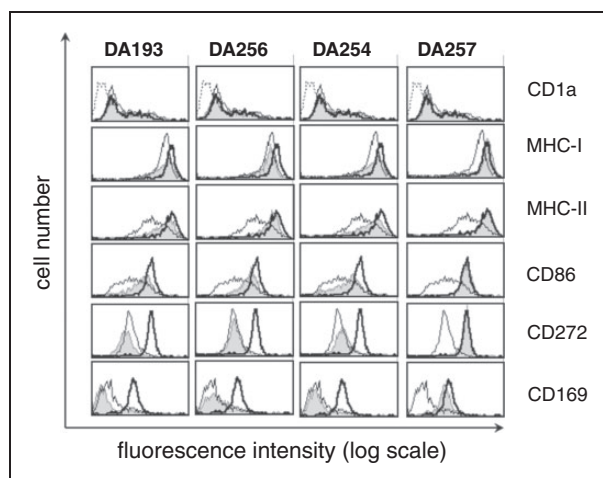 DA193 DA256 DA254 DA257
CD1a
MHC-I
MHC-II
CD86
CD272
CD169
cell number
fluorescence intensity (log scale)